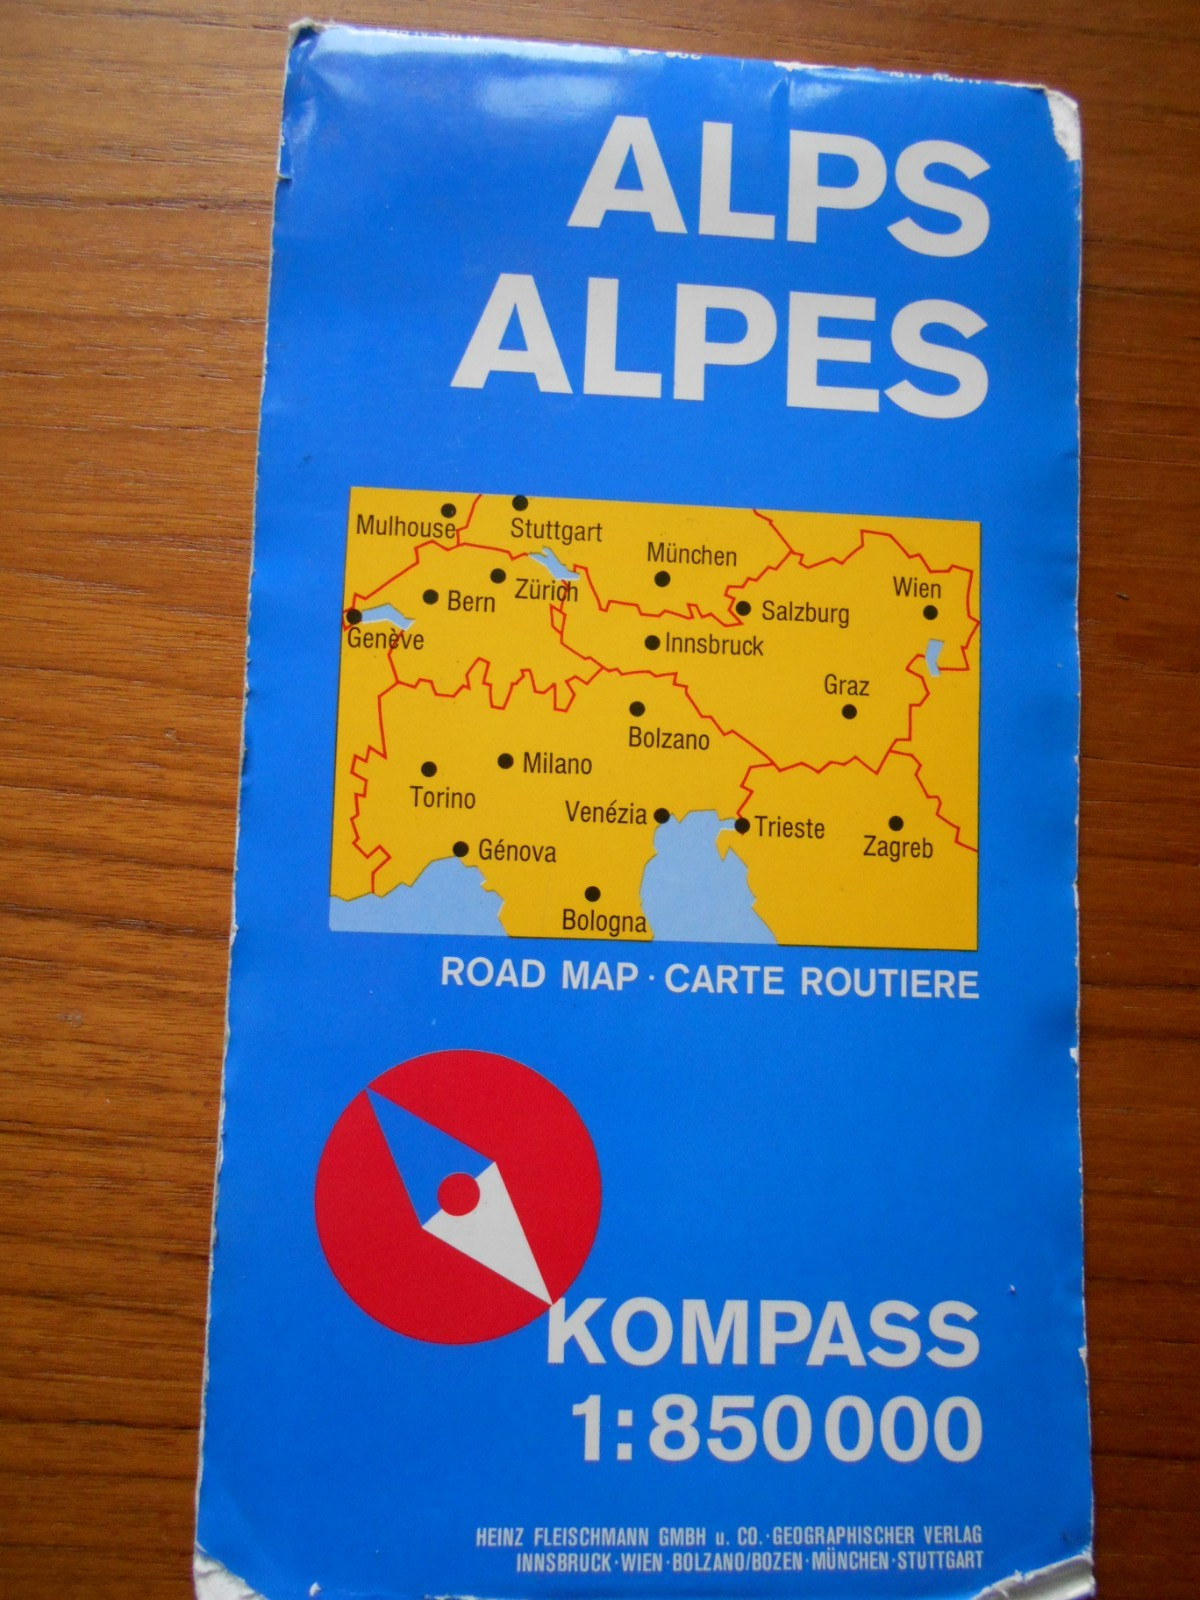 ALPS
ALPES
Mulhouse
Stuttgart
München
Zürich
Bern
Wien
Salzburg
Genève
Innsbruck
Graz
Bolzano
Milano
Torino
Venézia
Trieste
Génova
Zagreb
Bologna
ROAD MAP · CARTE ROUTIERE
KOMPASS
1:850 000
HEINZ FLEISCHMANN GMBH u. CO. · GEOGRAPHISCHER VERLAG
INNSBRUCK · WIEN · BOLZANO/BOZEN · MÜNCHEN · STUTTGART